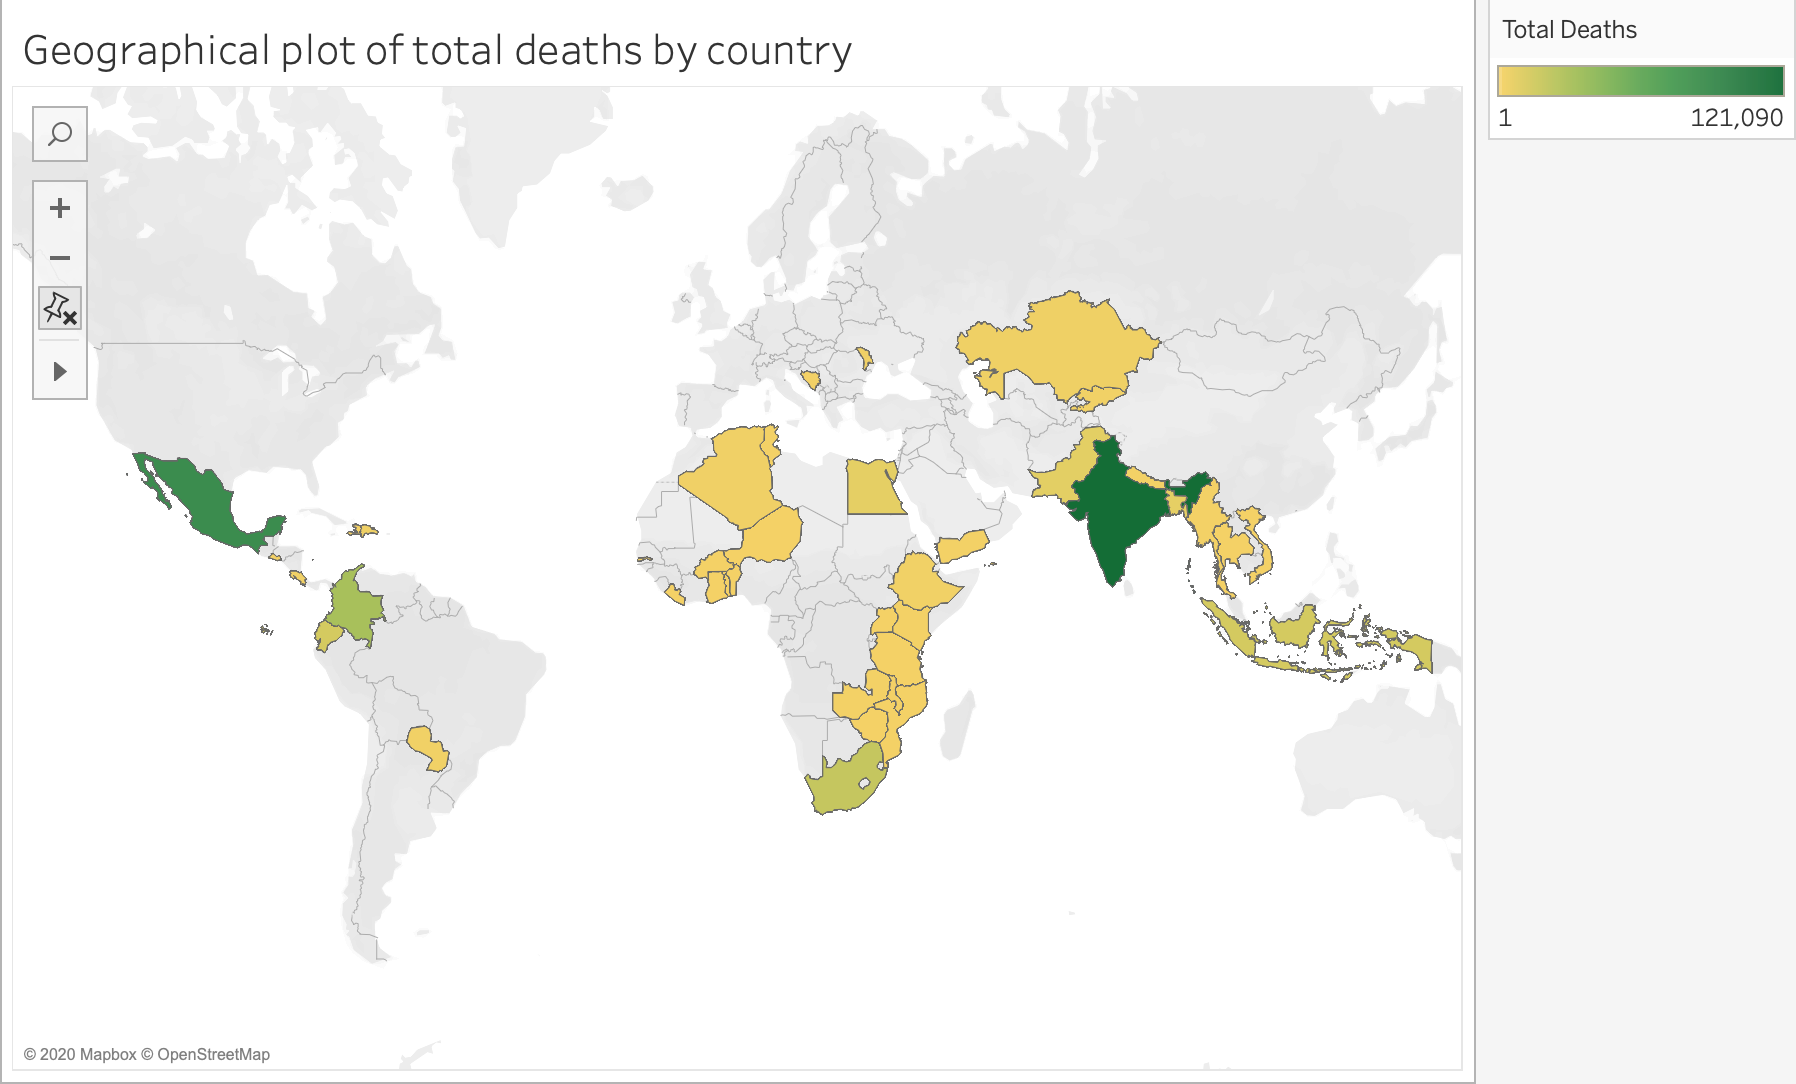 Geographical plot of total deaths by country
Total Deaths
1
121,090
© 2020 Mapbox © OpenStreetMap